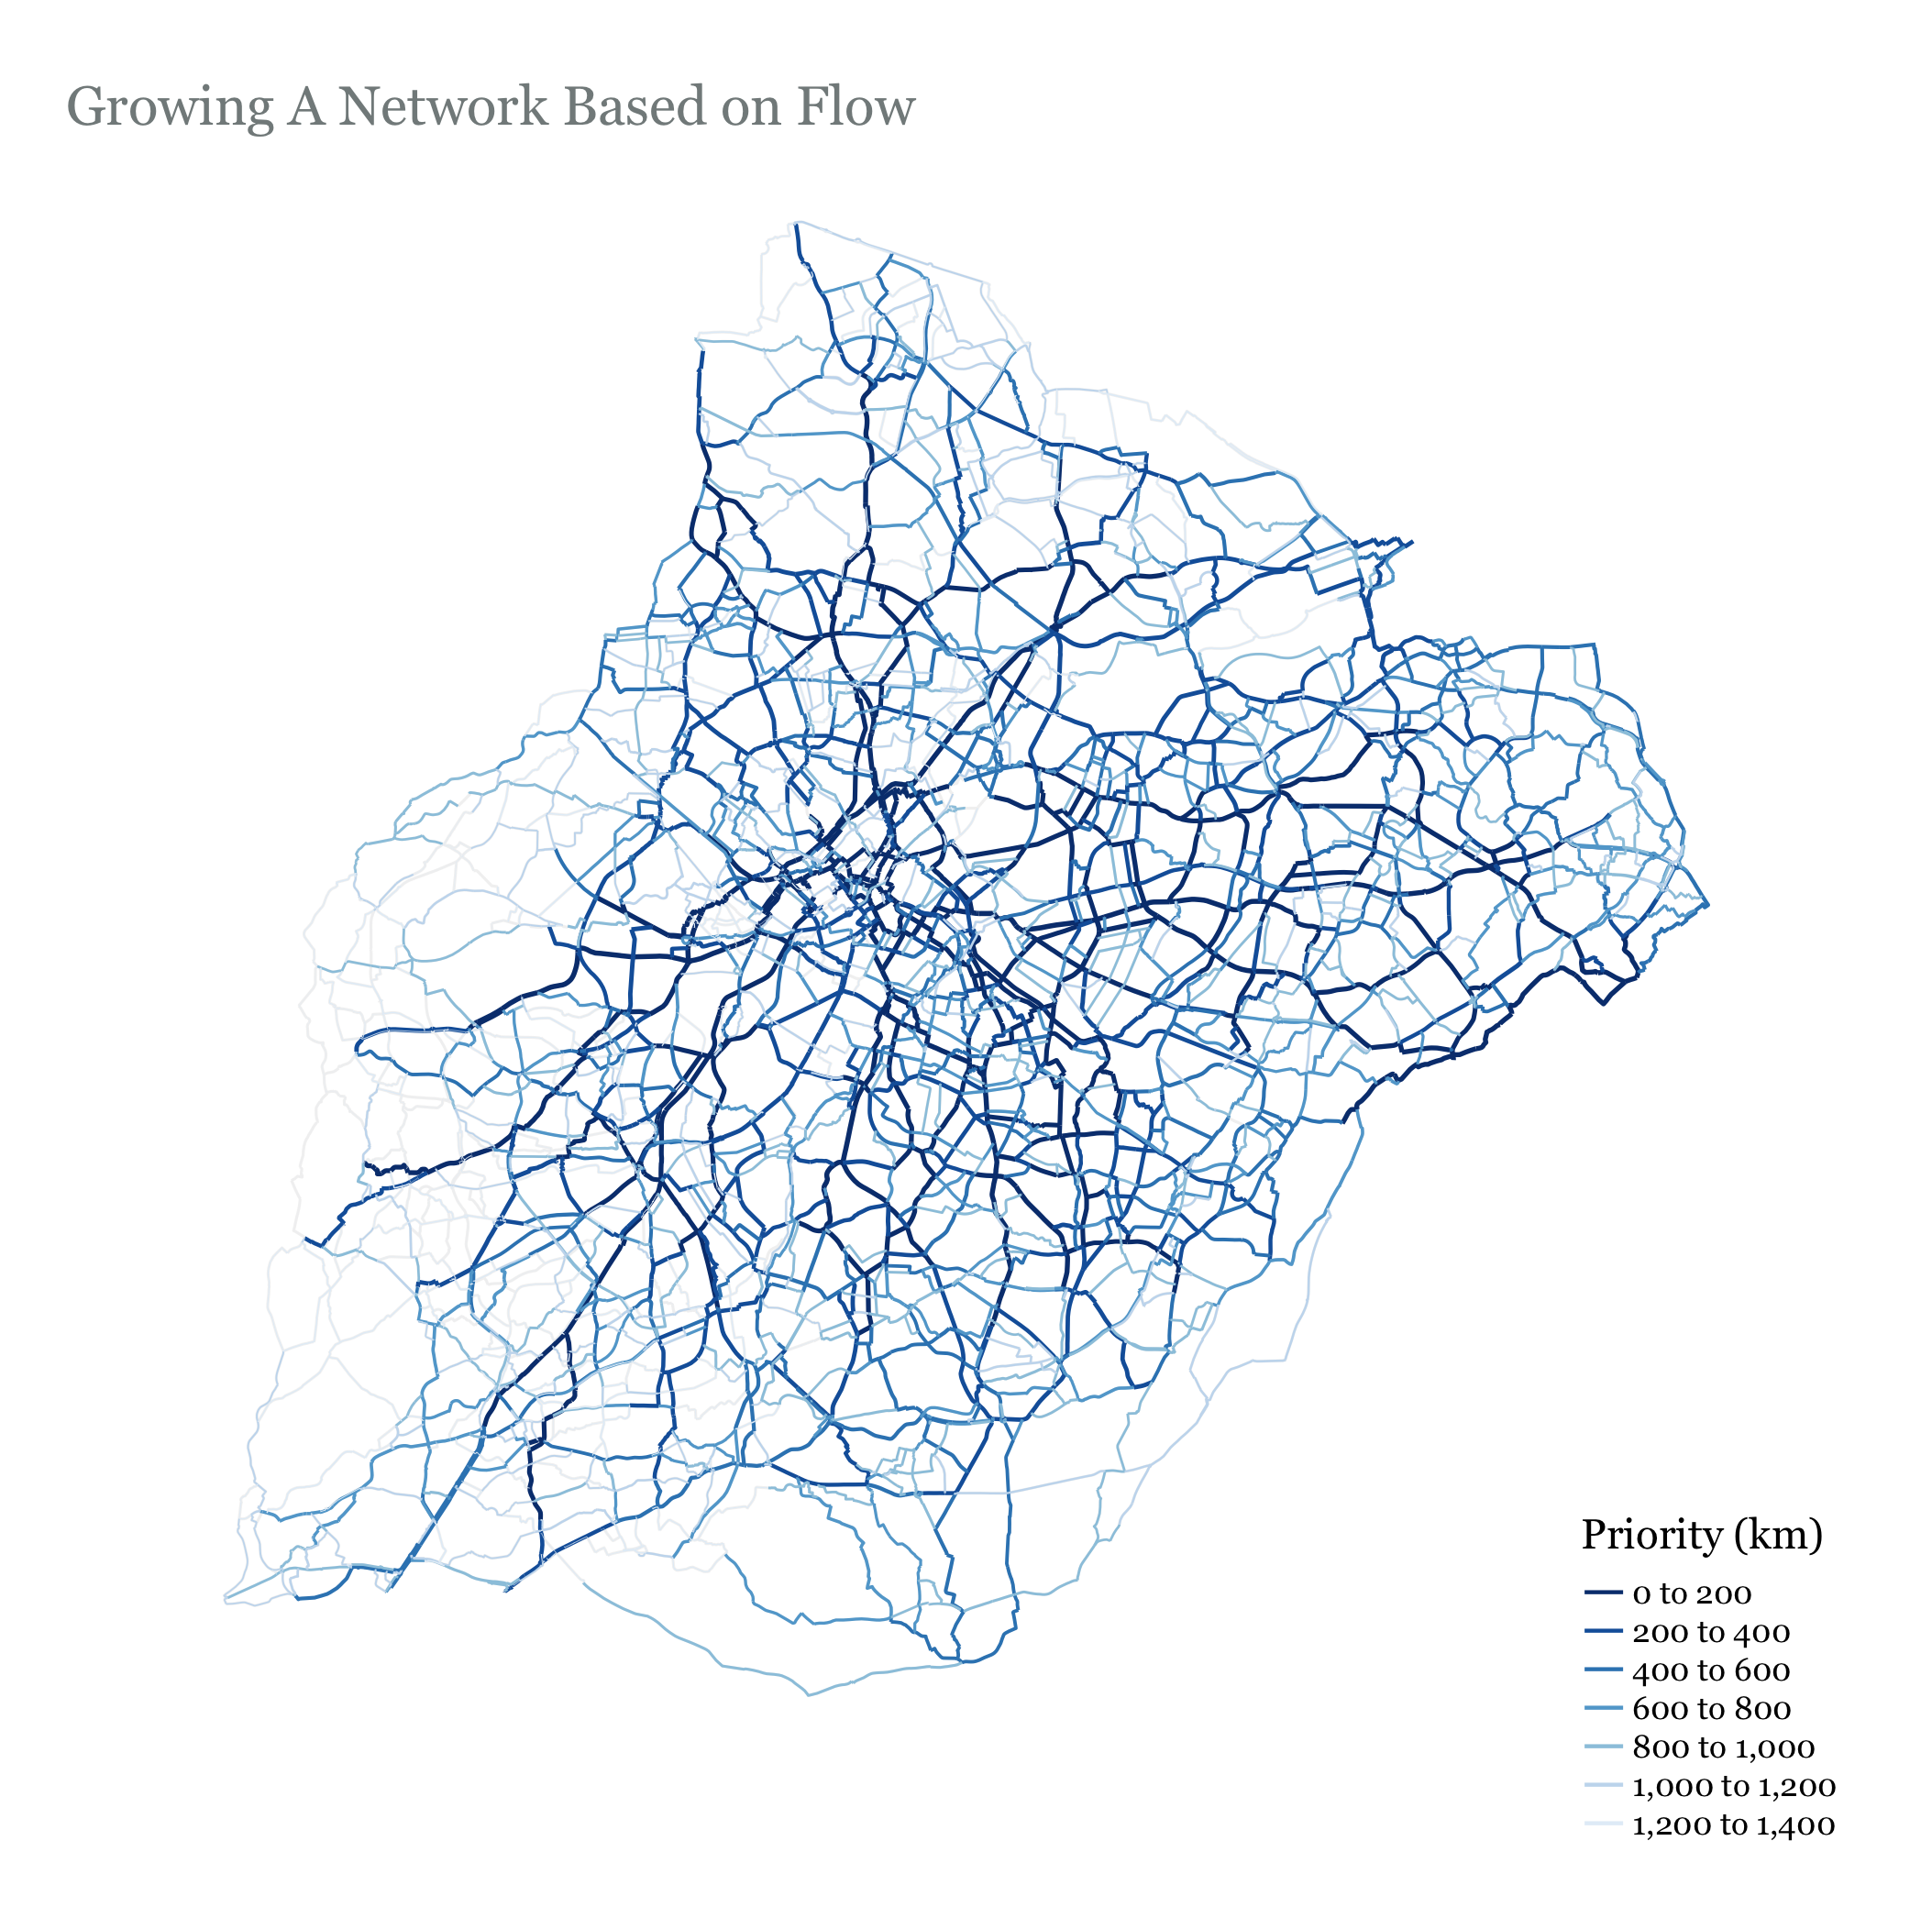 Growing A Network Based on Flow
Priority (km)
0 to 200
200 to 400
400 to 600
600 to 800
800 to 1,000
1,000 to 1,200
1,200 to 1,400